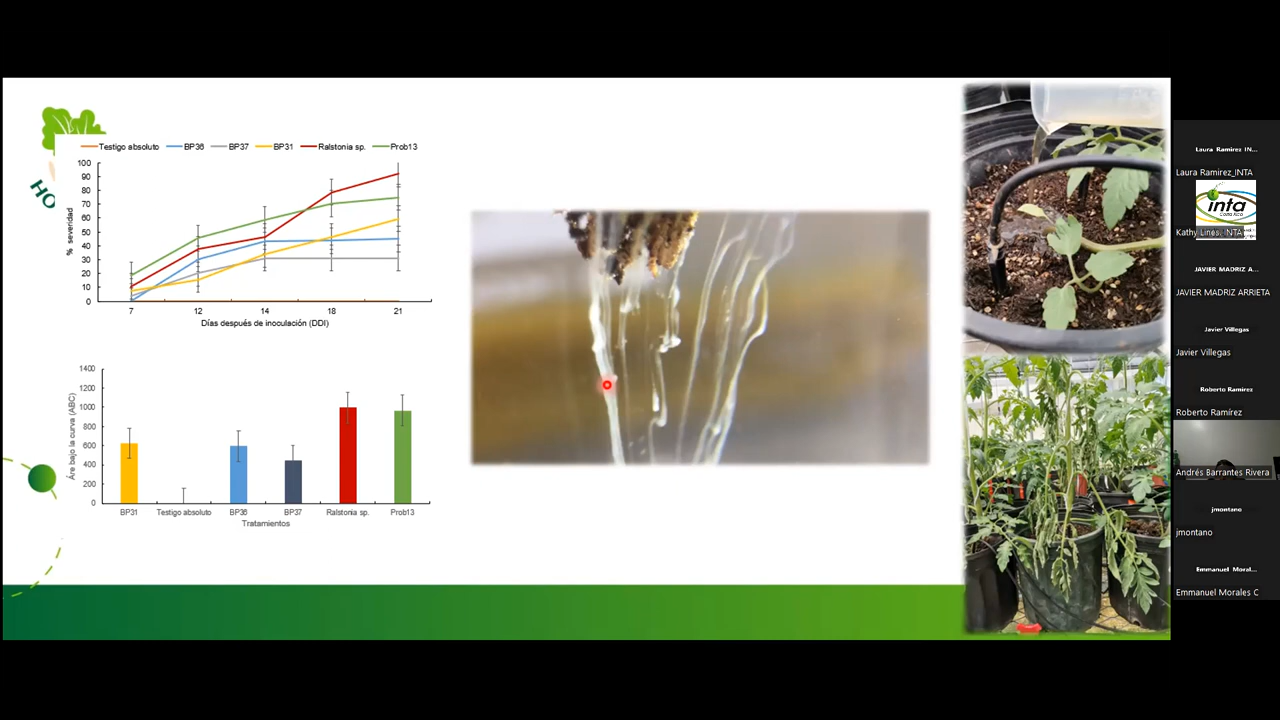 HO
Testigo absoluto BP36 BP37 BP31 Ralstonia sp. Prob13
100
90
80
70
60
50
40
30
20
10
0
% severidad
7 12 14 18 21
Días después de inoculación (DDI)
1400
1200
1000
800
600
400
200
0
Áre bajo la curva (ABC)
BP31 Testigo absoluto BP36 BP37 Ralstonia sp. Prob13
Tratamientos
Laura Ramirez IN...
Laura Ramirez_INTA
inta
Costa Rica
Kathy Lines, INTA
JAVIER MADRIZ A...
JAVIER MADRIZ ARRIETA
Javier Villegas
Javier Villegas
Roberto Ramírez
Roberto Ramírez
Andrés Barrantes Rivera
jmontano
jmontano
Emmanuel Moral...
Emmanuel Morales C